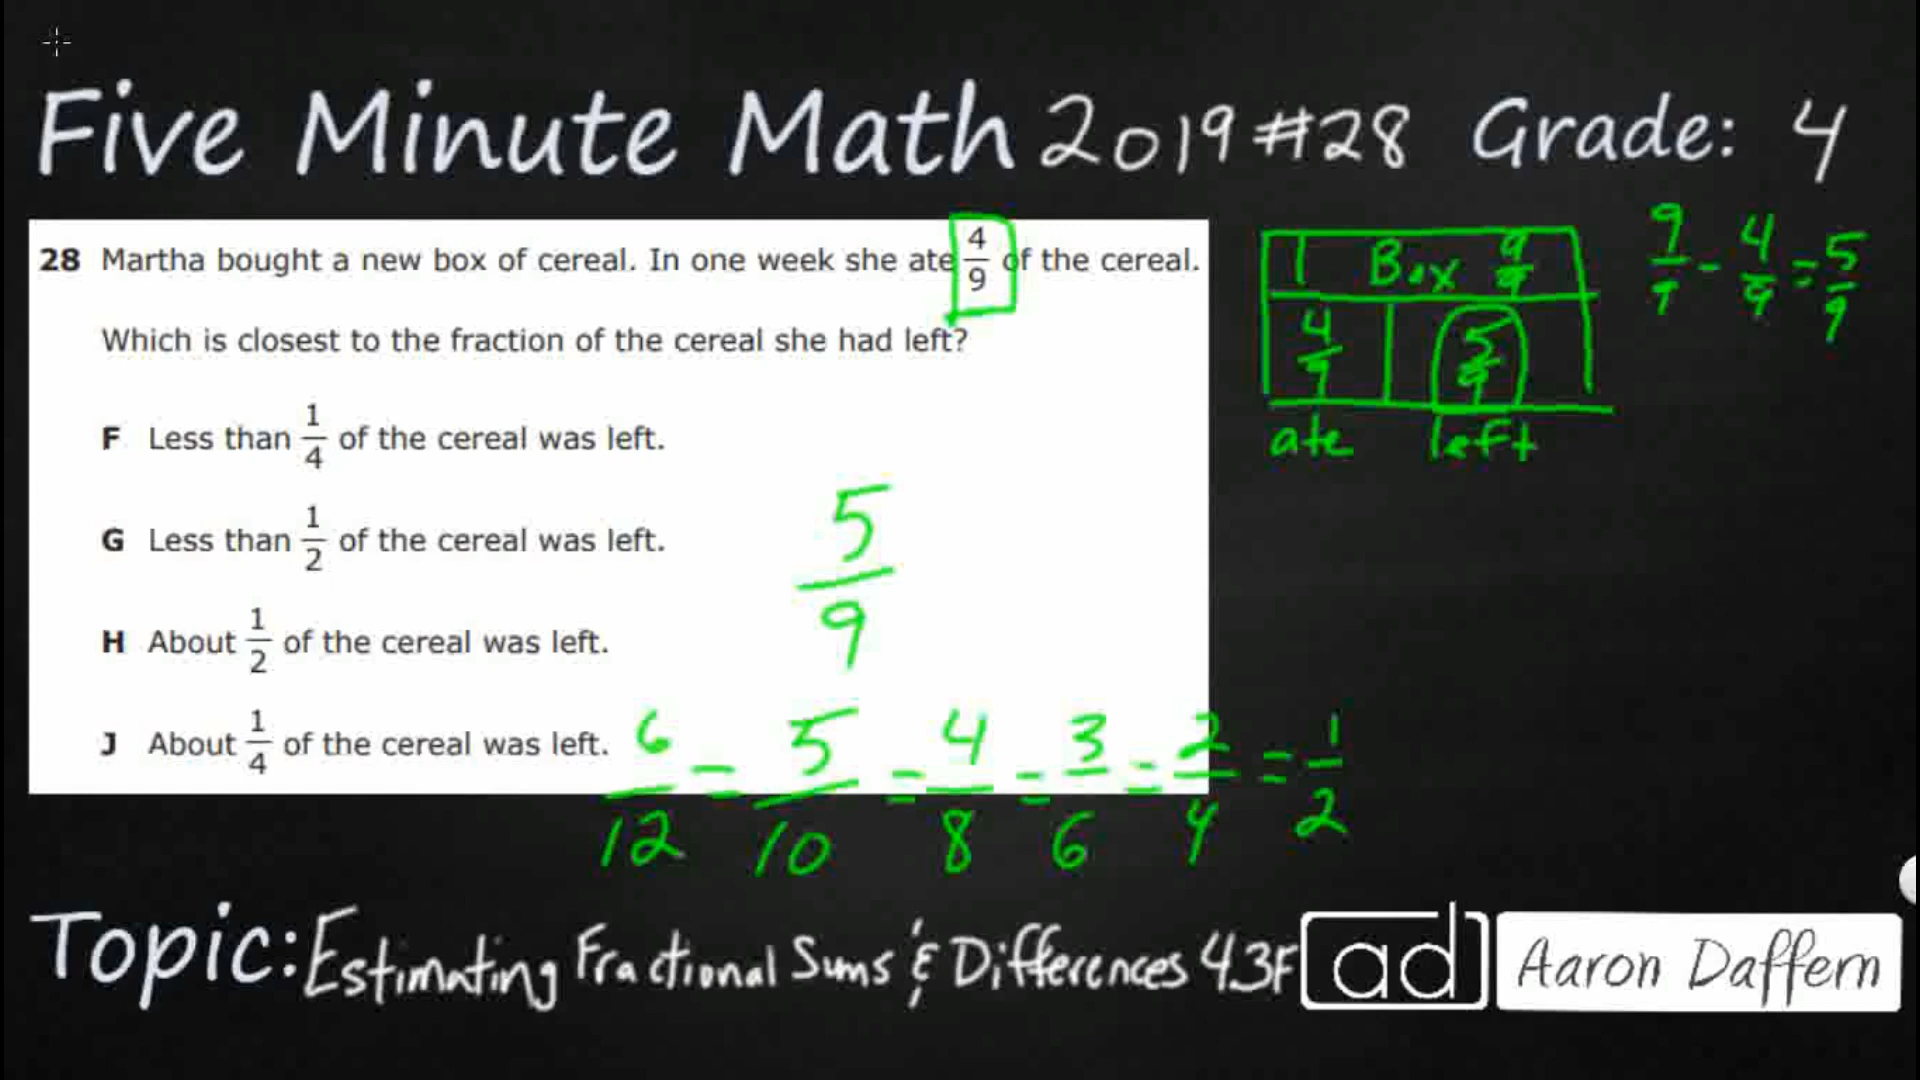 Five Minute Math 2019 #28 Grade: 4
28 Martha bought a new box of cereal. In one week she ate 4/9 of the cereal.
Which is closest to the fraction of the cereal she had left?
F Less than 1/4 of the cereal was left.
G Less than 1/2 of the cereal was left.
H About 1/2 of the cereal was left.
J About 1/4 of the cereal was left.
1 Box 9/9
4/9 5/9
ate left
9/9 - 4/9 = 5/9
5/9
6/12 = 5/10 = 4/8 = 3/6 = 2/4 = 1/2
Topic: Estimating Fractional Sums & Differences 4.3F
ad Aaron Daffern